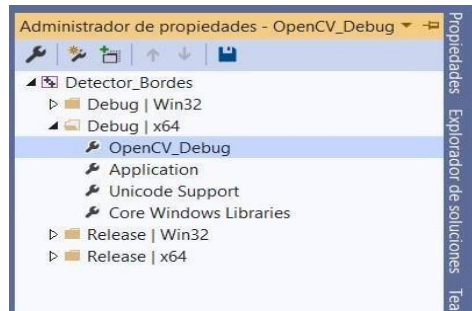 Administrador de propiedades - OpenCV_Debug
Detector_Bordes
Debug | Win32
Debug | x64
OpenCV_Debug
Application
Unicode Support
Core Windows Libraries
Release | Win32
Release | x64
Propiedades
Explorador de soluciones
Tea